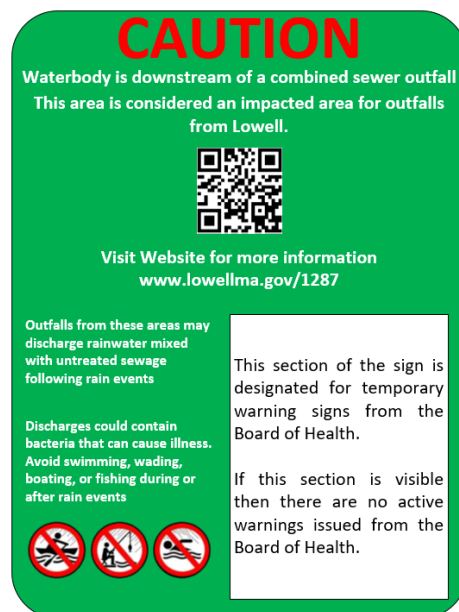 CAUTION
Waterbody is downstream of a combined sewer outfall
This area is considered an impacted area for outfalls
from Lowell.
Visit Website for more information
www.lowellma.gov/1287
Outfalls from these areas may
discharge rainwater mixed
with untreated sewage
following rain events
Discharges could contain
bacteria that can cause illness.
Avoid swimming, wading,
boating, or fishing during or
after rain events
This section of the sign is
designated for temporary
warning signs from the
Board of Health.
If this section is visible
then there are no active
warnings issued from the
Board of Health.